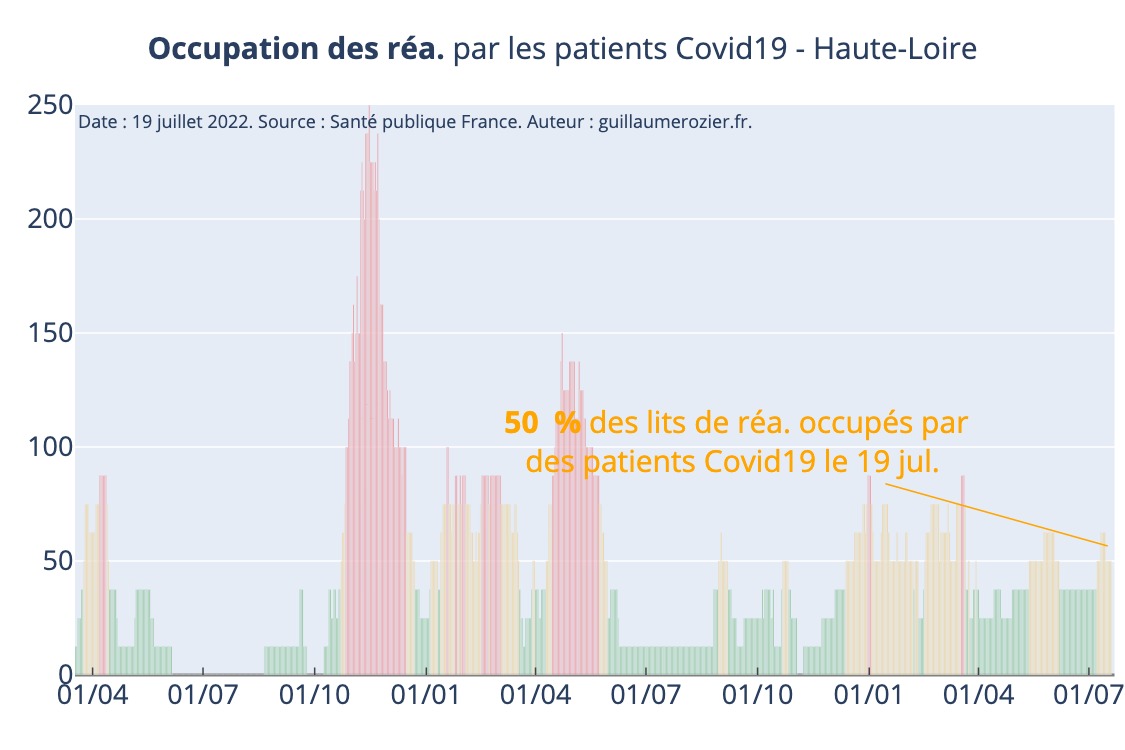 Occupation des réa. par les patients Covid19 - Haute-Loire
250
Date : 19 juillet 2022. Source : Santé publique France. Auteur : guillaumerozier.fr.
200
150
50 % des lits de réa. occupés par
des patients Covid19 le 19 jul.
100
50
0
01/04 01/07 01/10 01/01 01/04 01/07 01/10 01/01 01/04 01/07